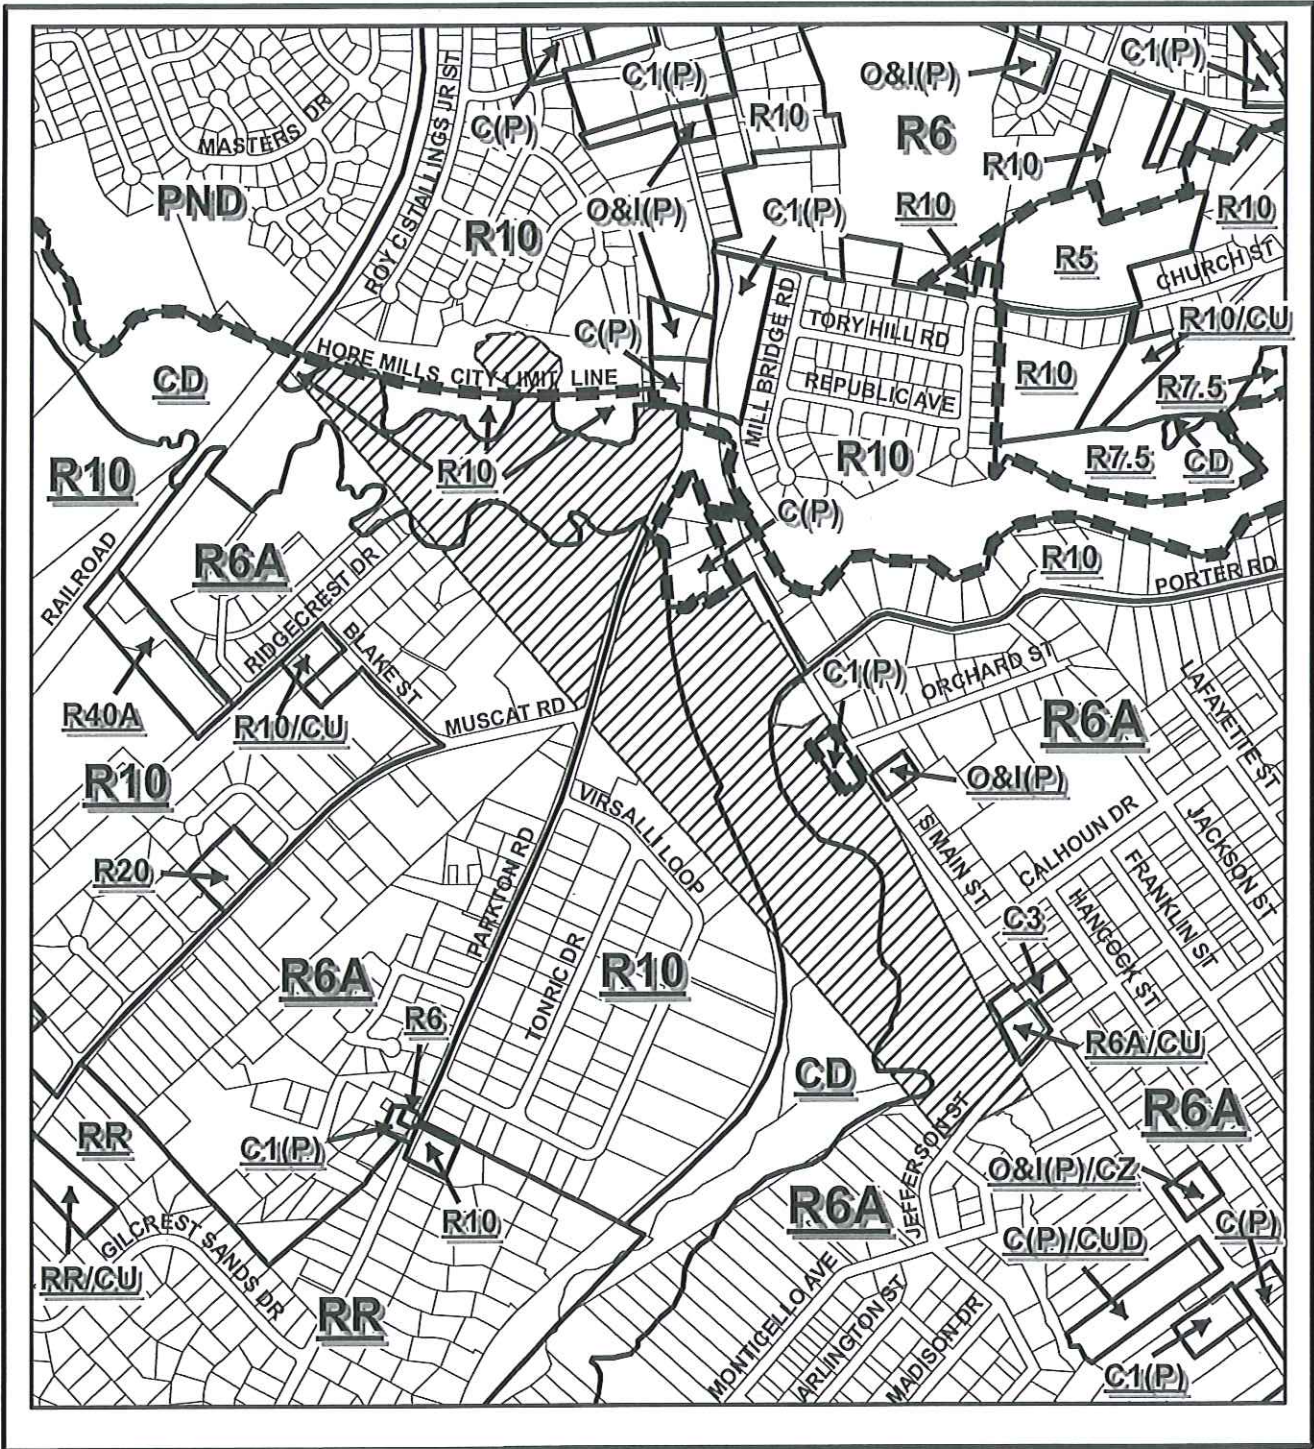 C1(P)
C1(P)
O&I(P)
MASTERS DR
ROY C STALLINGS JR ST
C(P)
R10
R6
R10
PND
O&I(P)
C1(P)
R10
R10
R10
R5
CHURCH ST
TORY HILL RD
R10/CU
C(P)
HOPE MILLS CITY LIMIT LINE
MILL BRIDGE RD
REPUBLIC AVE
R10
R7.5
CD
R10
R10
R10
R7.5
CD
C(P)
R6A
R10
PORTER RD
RAILROAD
RIDGECREST DR
BLAKE ST
R40A
R10/CU
MUSCAT RD
C1(P)
ORCHARD ST
LAFAYETTE ST
R6A
R10
O&I(P)
VIRSALLI LOOP
S MAIN ST
CALHOUN DR
JACKSON ST
R20
PARKTON RD
FRANKLIN ST
HANCOCK ST
C3
R6A
TONRIC DR
R10
R6
R6A/CU
CD
R6A
RR
C1(P)
JEFFERSON ST
O&I(P)/CZ
R10
R6A
C(P)
C(P)/CUD
GILCREST SANDS DR
RR/CU
RR
MONTICELLO AVE
ARLINGTON ST
MADISON DR
C1(P)